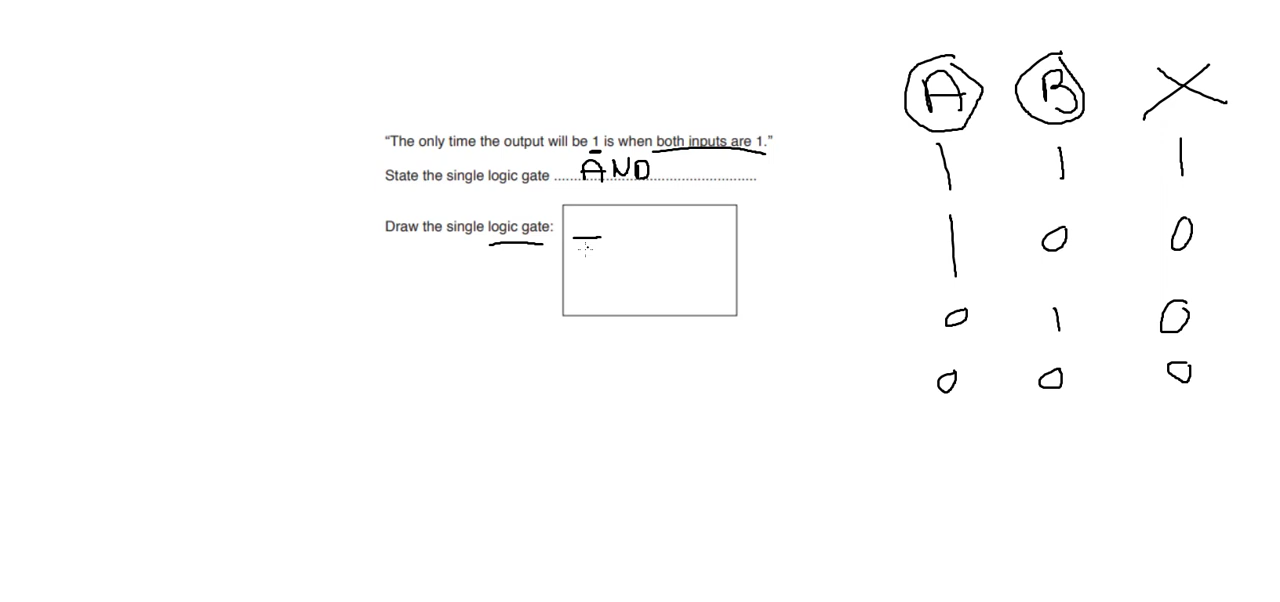 "The only time the output will be 1 is when both inputs are 1."
State the single logic gate ........AND........................
Draw the single logic gate:
A B X
1 1 1
1 0 0
0 1 0
0 0 0